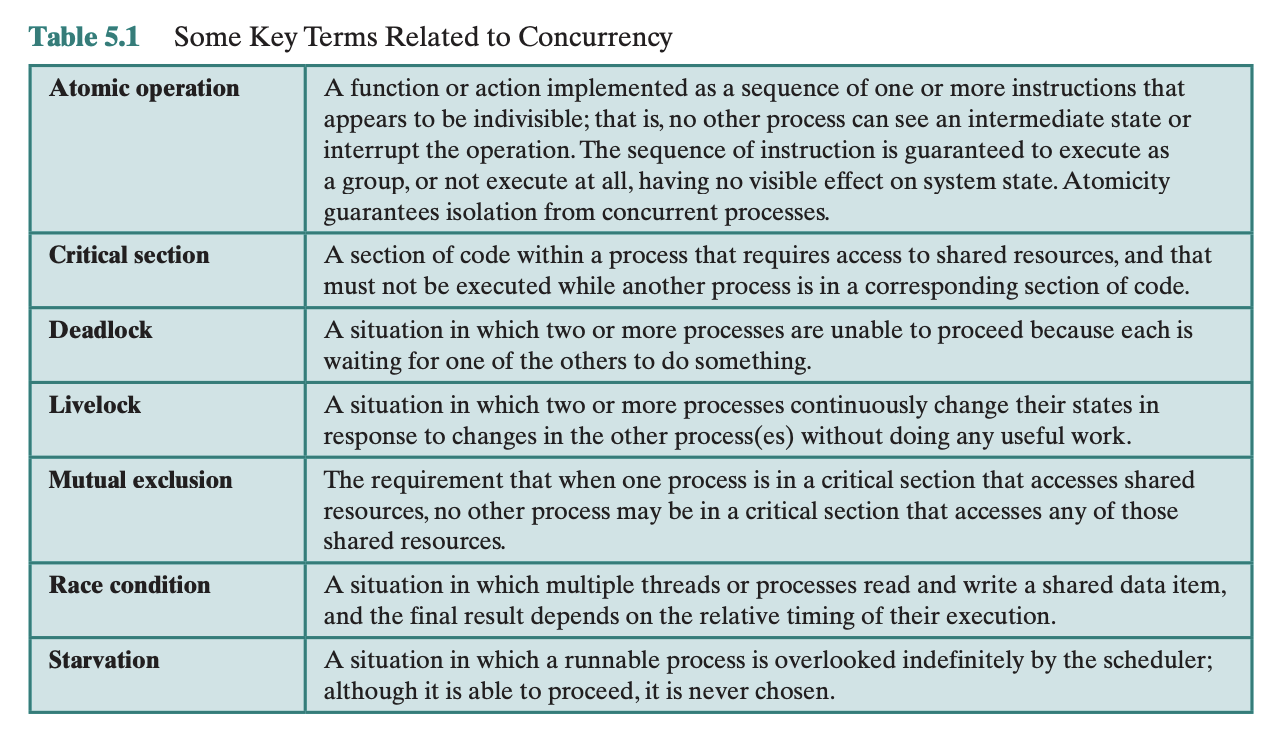 Table 5.1 Some Key Terms Related to Concurrency
Atomic operation
A function or action implemented as a sequence of one or more instructions that
appears to be indivisible; that is, no other process can see an intermediate state or
interrupt the operation. The sequence of instruction is guaranteed to execute as
a group, or not execute at all, having no visible effect on system state. Atomicity
guarantees isolation from concurrent processes.
Critical section
A section of code within a process that requires access to shared resources, and that
must not be executed while another process is in a corresponding section of code.
Deadlock
A situation in which two or more processes are unable to proceed because each is
waiting for one of the others to do something.
Livelock
A situation in which two or more processes continuously change their states in
response to changes in the other process(es) without doing any useful work.
Mutual exclusion
The requirement that when one process is in a critical section that accesses shared
resources, no other process may be in a critical section that accesses any of those
shared resources.
Race condition
A situation in which multiple threads or processes read and write a shared data item,
and the final result depends on the relative timing of their execution.
Starvation
A situation in which a runnable process is overlooked indefinitely by the scheduler;
although it is able to proceed, it is never chosen.